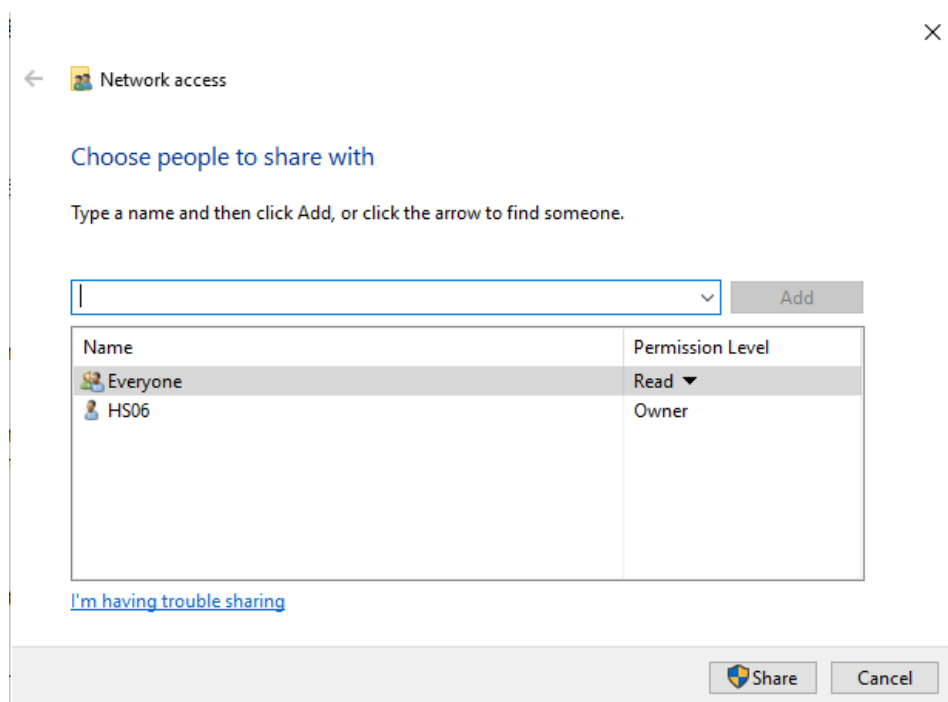 Network access
Choose people to share with
Type a name and then click Add, or click the arrow to find someone.
Add
Name Permission Level
Everyone Read
HS06 Owner
I'm having trouble sharing
Share Cancel